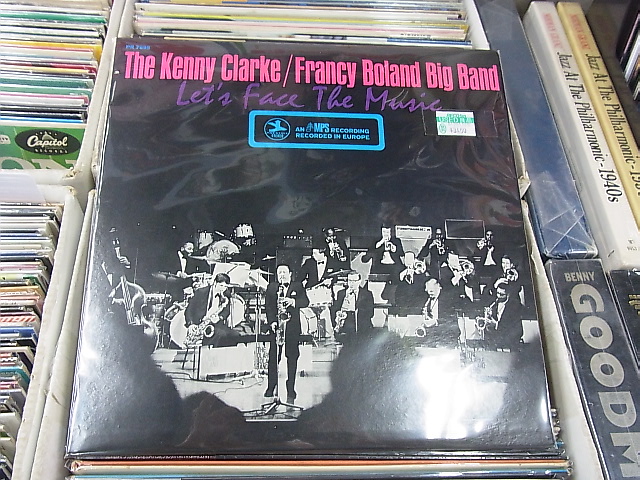 The Kenny Clarke/Francy Boland Big Band
Let's Face The Music
AN MPS RECORDING
RECORDED IN EUROPE
Capitol
RECORDS
Jazz At The Philharmonic - 1940s
Jazz At The Philharmonic
BENNY
GOODM